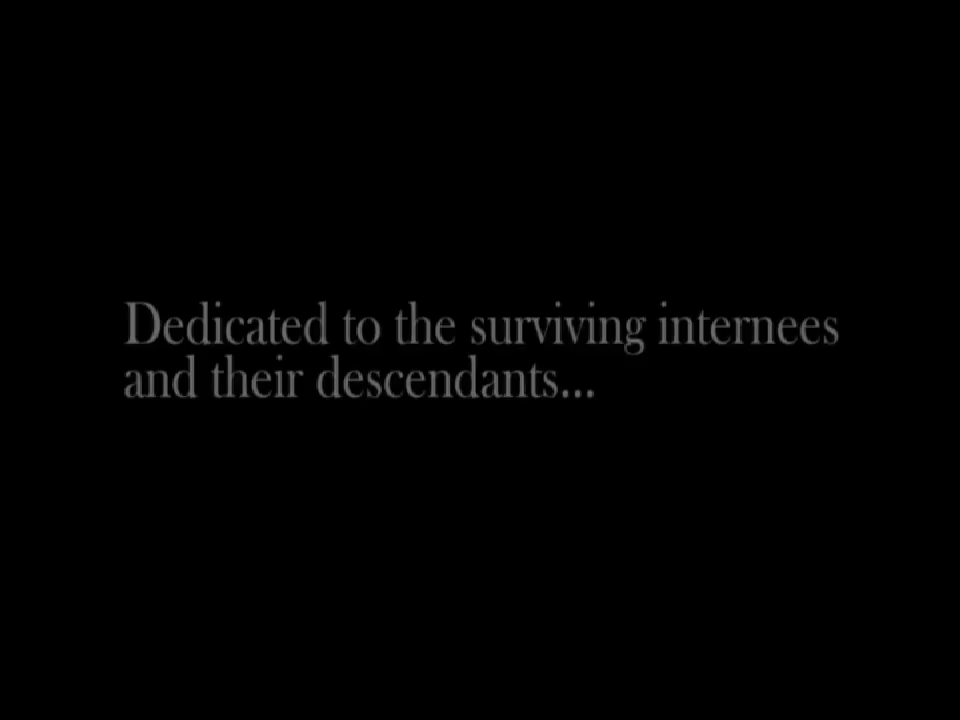 Dedicated to the surviving internees
and their descendants...